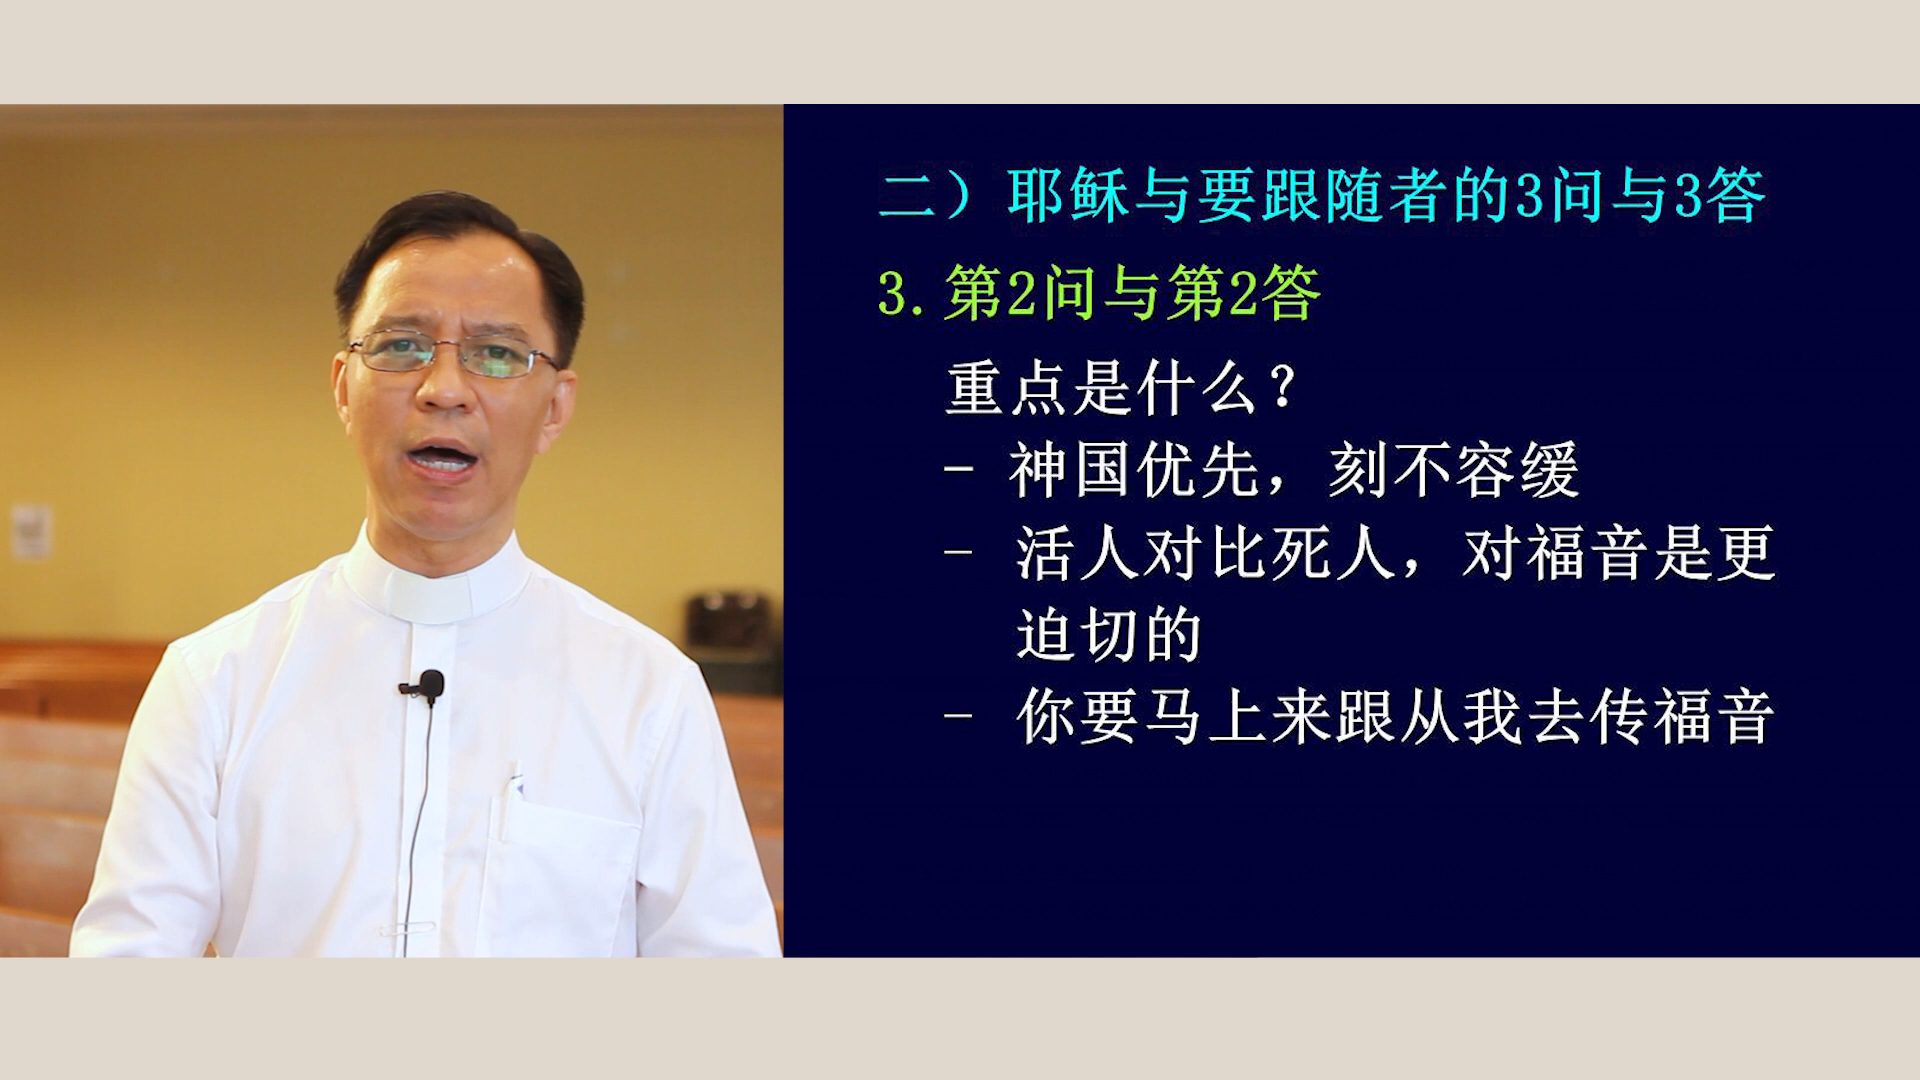 二）耶稣与要跟随者的3问与3答
3.第2问与第2答
重点是什么？
- 神国优先，刻不容缓
- 活人对比死人，对福音是更
迫切的
- 你要马上来跟从我去传福音